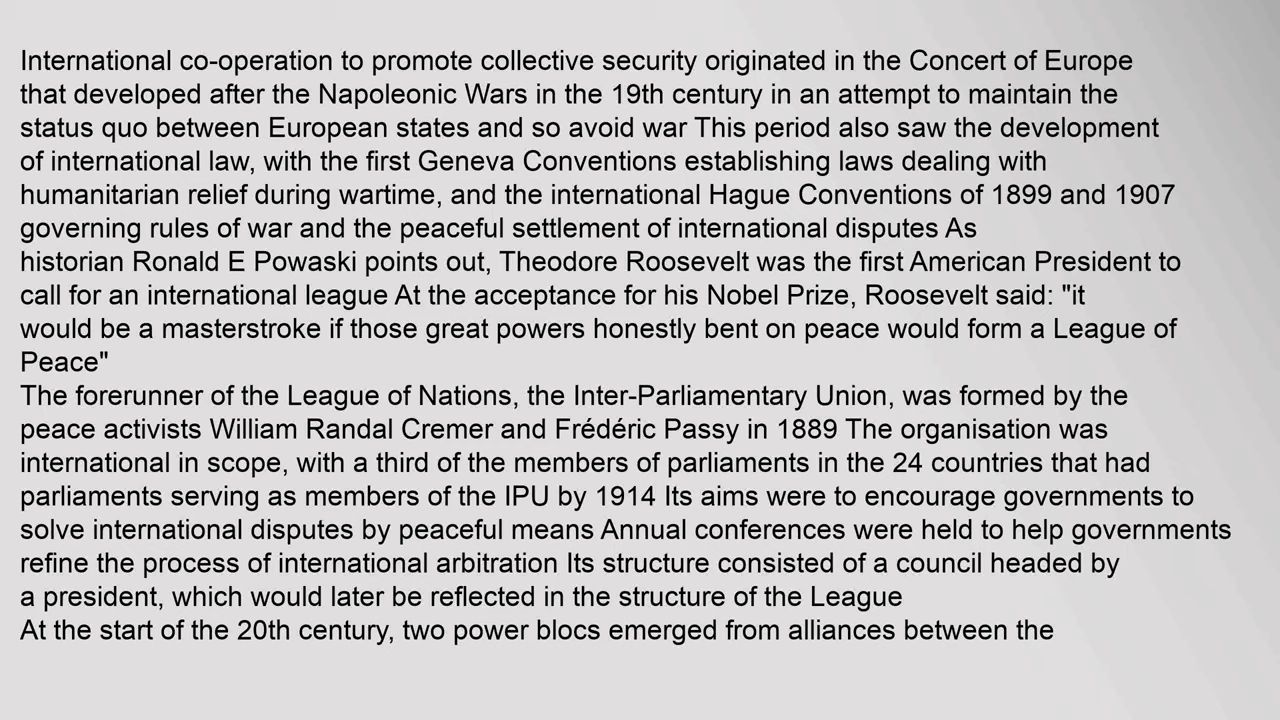 International co-operation to promote collective security originated in the Concert of Europe
that developed after the Napoleonic Wars in the 19th century in an attempt to maintain the
status quo between European states and so avoid war This period also saw the development
of international law, with the first Geneva Conventions establishing laws dealing with
humanitarian relief during wartime, and the international Hague Conventions of 1899 and 1907
governing rules of war and the peaceful settlement of international disputes As
historian Ronald E Powaski points out, Theodore Roosevelt was the first American President to
call for an international league At the acceptance for his Nobel Prize, Roosevelt said: "it
would be a masterstroke if those great powers honestly bent on peace would form a League of
Peace"
The forerunner of the League of Nations, the Inter-Parliamentary Union, was formed by the
peace activists William Randal Cremer and Frédéric Passy in 1889 The organisation was
international in scope, with a third of the members of parliaments in the 24 countries that had
parliaments serving as members of the IPU by 1914 Its aims were to encourage governments to
solve international disputes by peaceful means Annual conferences were held to help governments
refine the process of international arbitration Its structure consisted of a council headed by
a president, which would later be reflected in the structure of the League
At the start of the 20th century, two power blocs emerged from alliances between the